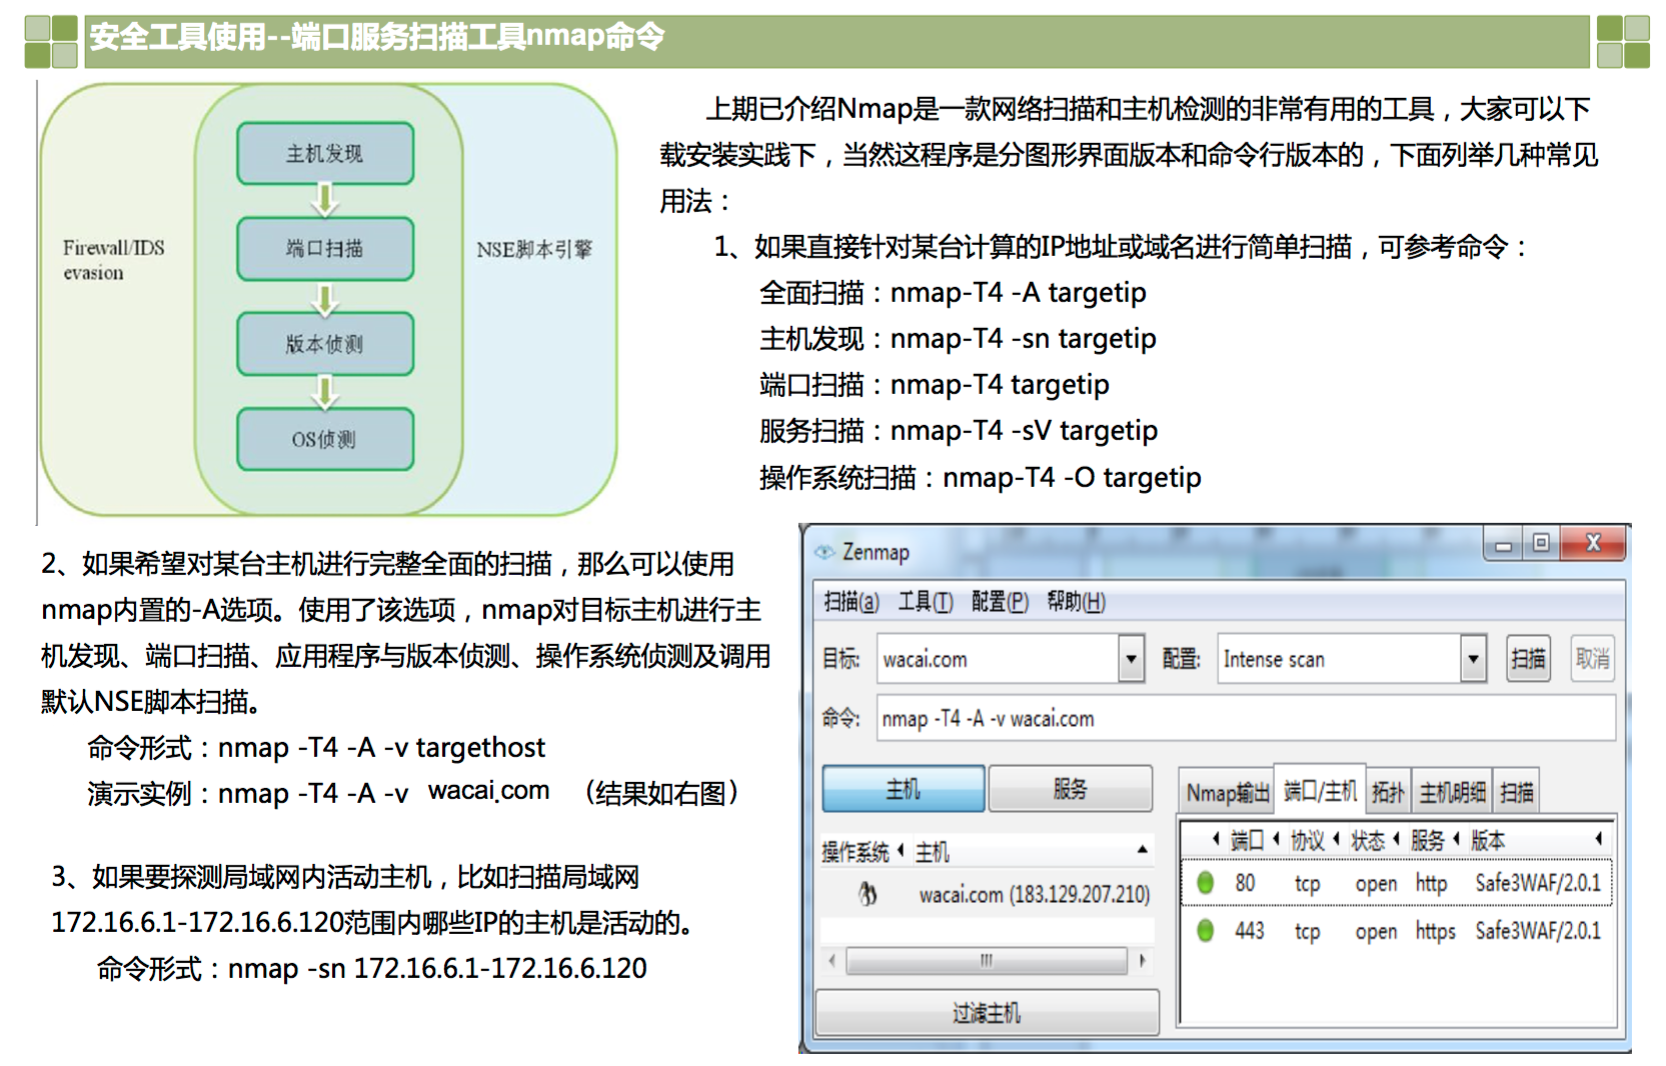 安全工具使用--端口服务扫描工具nmap命令
主机发现
端口扫描
版本侦测
OS侦测
Firewall/IDS
evasion
NSE脚本引擎
上期已介绍Nmap是一款网络扫描和主机检测的非常有用的工具，大家可以下
载安装实践下，当然这程序是分图形界面版本和命令行版本的，下面列举几种常见
用法：
1、如果直接针对某台计算的IP地址或域名进行简单扫描，可参考命令：
全面扫描：nmap-T4 -A targetip
主机发现：nmap-T4 -sn targetip
端口扫描：nmap-T4 targetip
服务扫描：nmap-T4 -sV targetip
操作系统扫描：nmap-T4 -O targetip
2、如果希望对某台主机进行完整全面的扫描，那么可以使用
nmap内置的-A选项。使用了该选项，nmap对目标主机进行主
机发现、端口扫描、应用程序与版本侦测、操作系统侦测及调用
默认NSE脚本扫描。
命令形式：nmap -T4 -A -v targethost
演示实例：nmap -T4 -A -v wacai.com （结果如右图）
3、如果要探测局域网内活动主机，比如扫描局域网
172.16.6.1-172.16.6.120范围内哪些IP的主机是活动的。
命令形式：nmap -sn 172.16.6.1-172.16.6.120
Zenmap
扫描(a) 工具(T) 配置(P) 帮助(H)
目标: wacai.com 配置: Intense scan 扫描 取消
命令: nmap -T4 -A -v wacai.com
主机 服务
操作系统 主机
wacai.com (183.129.207.210)
过滤主机
Nmap输出 端口/主机 拓扑 主机明细 扫描
端口 协议 状态 服务 版本
80 tcp open http Safe3WAF/2.0.1
443 tcp open https Safe3WAF/2.0.1